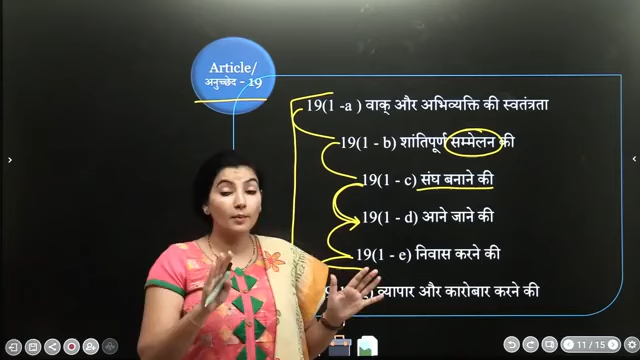 Article/
अनुच्छेद - 19
19(1 -a ) वाक् और अभिव्यक्ति की स्वतंत्रता
19(1 - b) शांतिपूर्ण सम्मेलन की
19(1 - c) संघ बनाने की
19(1 - d) आने जाने की
19(1 - e) निवास करने की
व्यापार और कारोबार करने की
11 / 15